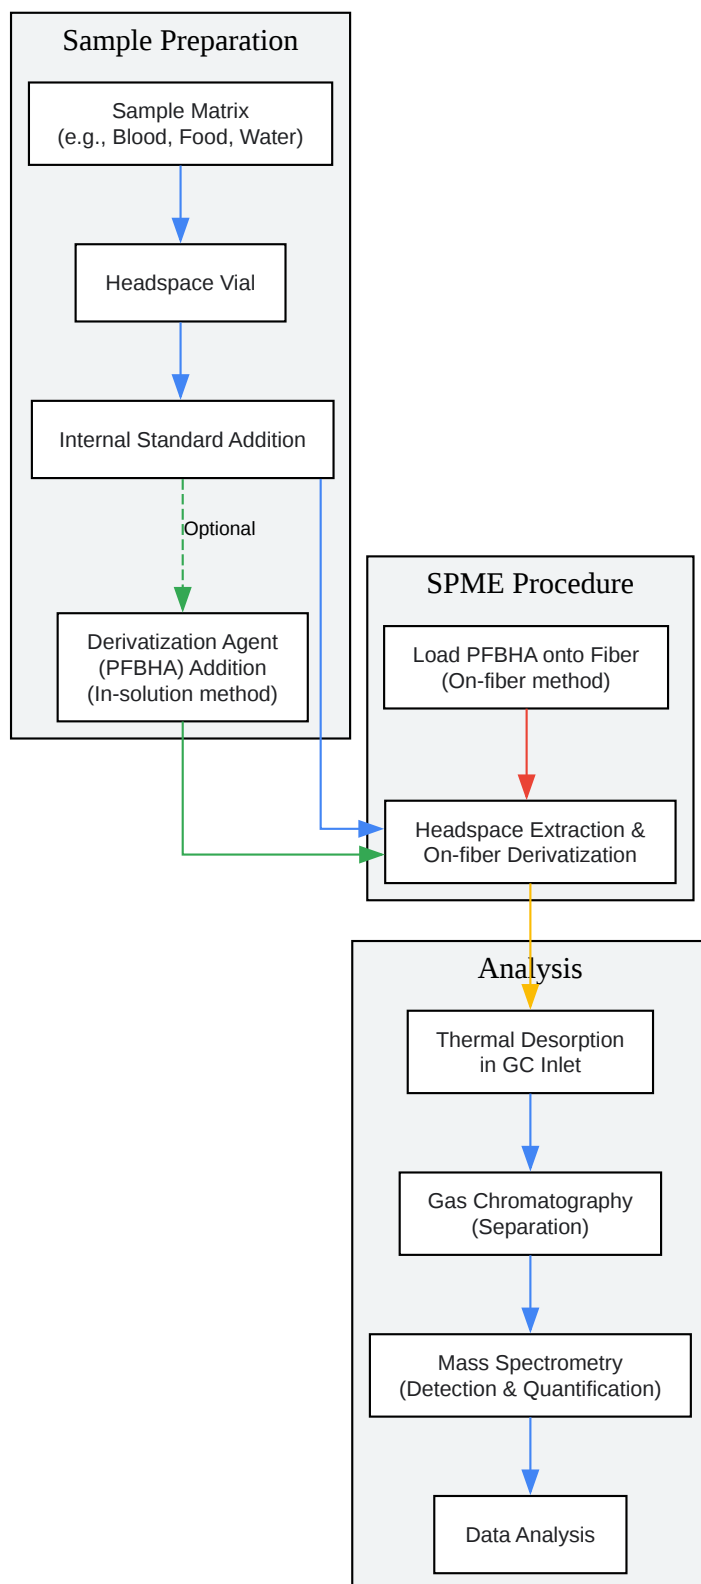 Sample Preparation
Sample Matrix
(e.g., Blood, Food, Water)
Headspace Vial
Internal Standard Addition
Optional
Derivatization Agent
(PFBHA) Addition
(In-solution method)
SPME Procedure
Load PFBHA onto Fiber
(On-fiber method)
Headspace Extraction &
On-fiber Derivatization
Analysis
Thermal Desorption
in GC Inlet
Gas Chromatography
(Separation)
Mass Spectrometry
(Detection & Quantification)
Data Analysis